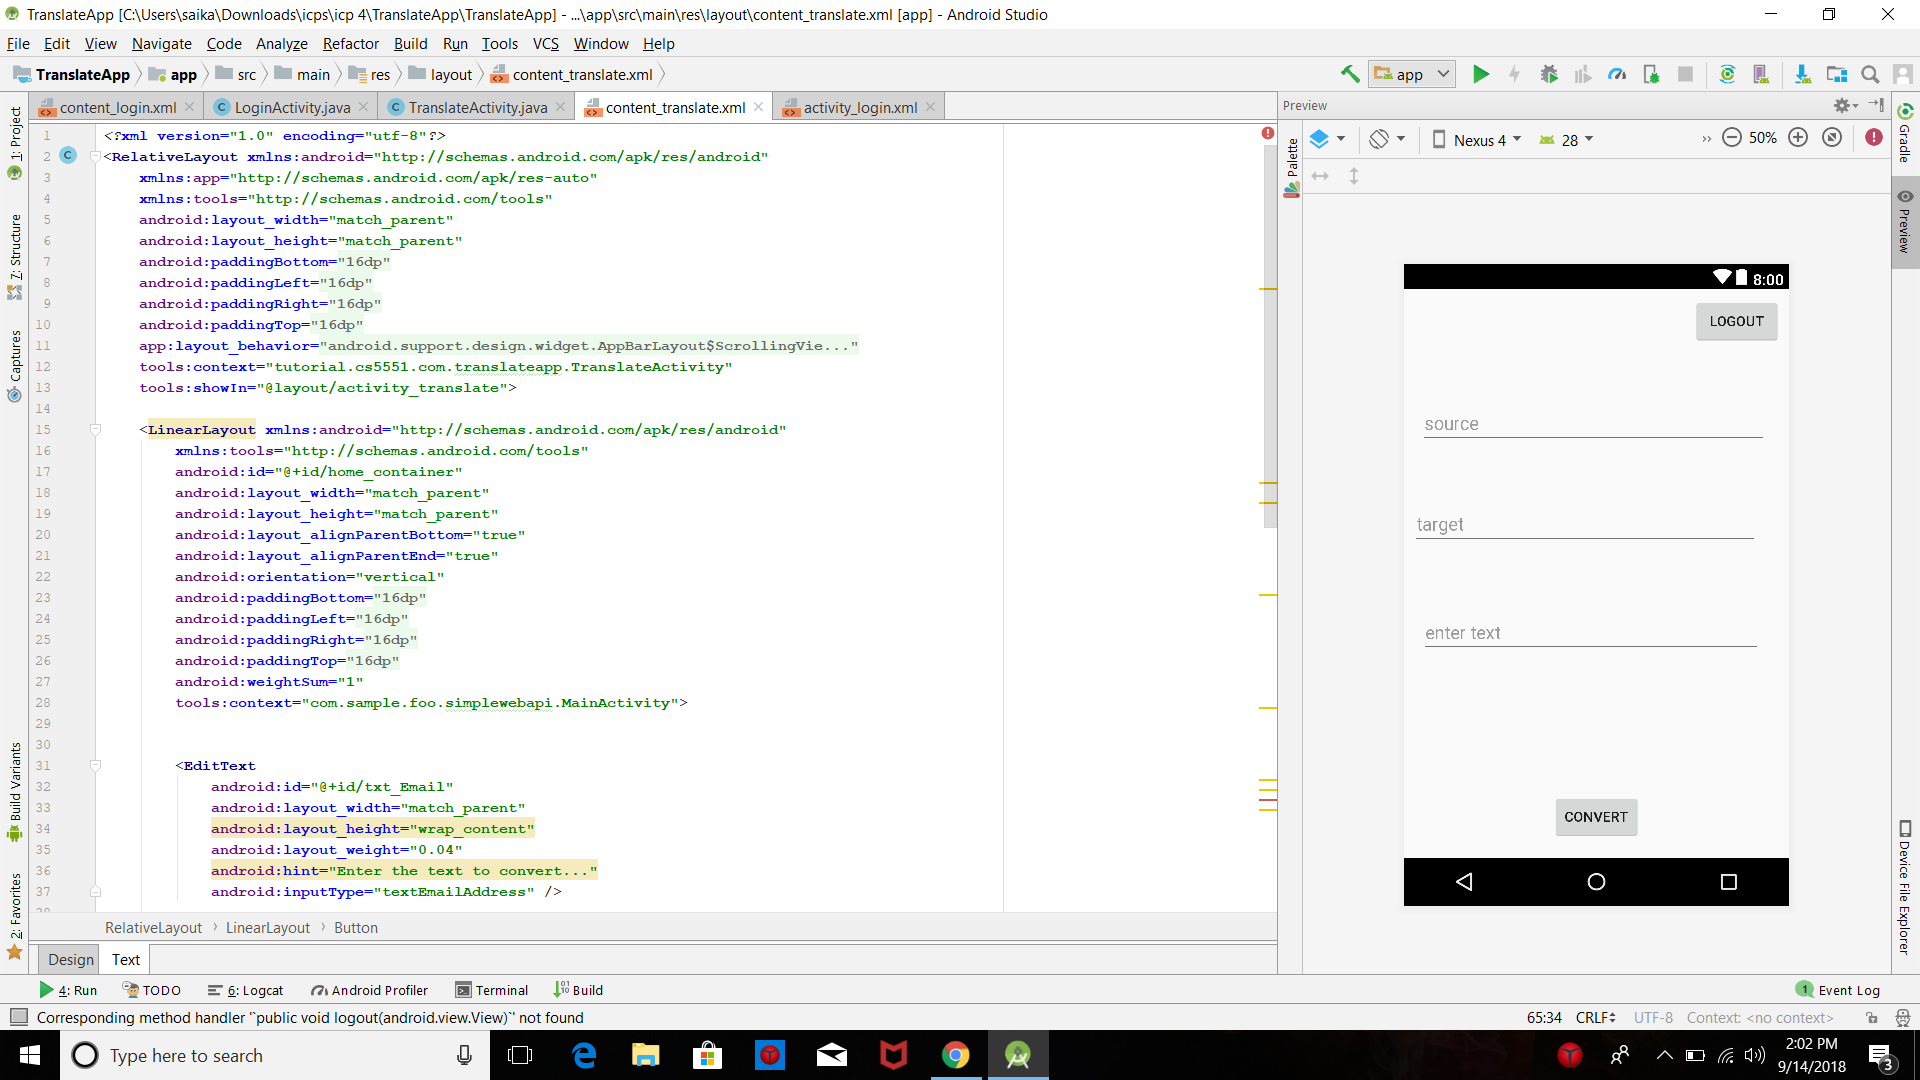 TranslateApp [C:\Users\saika\Downloads\icps\icp 4\TranslateApp\TranslateApp] - ...\app\src\main\res\layout\content_translate.xml [app] - Android Studio
File Edit View Navigate Code Analyze Refactor Build Run Tools VCS Window Help
TranslateApp app src main res layout content_translate.xml app
content_login.xml LoginActivity.java TranslateActivity.java content_translate.xml activity_login.xml Preview
Nexus 4 28 50%
1: Project
7: Structure
Captures
Build Variants
2: Favorites
1 <?xml version="1.0" encoding="utf-8"?>
2 <RelativeLayout xmlns:android="http://schemas.android.com/apk/res/android"
3 xmlns:app="http://schemas.android.com/apk/res-auto"
4 xmlns:tools="http://schemas.android.com/tools"
5 android:layout_width="match_parent"
6 android:layout_height="match_parent"
7 android:paddingBottom="16dp"
8 android:paddingLeft="16dp"
9 android:paddingRight="16dp"
10 android:paddingTop="16dp"
11 app:layout_behavior="android.support.design.widget.AppBarLayout$ScrollingVie..."
12 tools:context="tutorial.cs5551.com.translateapp.TranslateActivity"
13 tools:showIn="@layout/activity_translate">
14
15 <LinearLayout xmlns:android="http://schemas.android.com/apk/res/android"
16 xmlns:tools="http://schemas.android.com/tools"
17 android:id="@+id/home_container"
18 android:layout_width="match_parent"
19 android:layout_height="match_parent"
20 android:layout_alignParentBottom="true"
21 android:layout_alignParentEnd="true"
22 android:orientation="vertical"
23 android:paddingBottom="16dp"
24 android:paddingLeft="16dp"
25 android:paddingRight="16dp"
26 android:paddingTop="16dp"
27 android:weightSum="1"
28 tools:context="com.sample.foo.simplewebapi.MainActivity">
29
30
31 <EditText
32 android:id="@+id/txt_Email"
33 android:layout_width="match_parent"
34 android:layout_height="wrap_content"
35 android:layout_weight="0.04"
36 android:hint="Enter the text to convert..."
37 android:inputType="textEmailAddress" />
Palette
8:00
LOGOUT
source
target
enter text
CONVERT
Gradle
Preview
Device File Explorer
RelativeLayout › LinearLayout › Button
Design Text
4: Run TODO 6: Logcat Android Profiler Terminal Build 1 Event Log
Corresponding method handler '`public void logout(android.view.View)`' not found 65:34 CRLF UTF-8 Context: <no context>
Type here to search
2:02 PM
9/14/2018
3